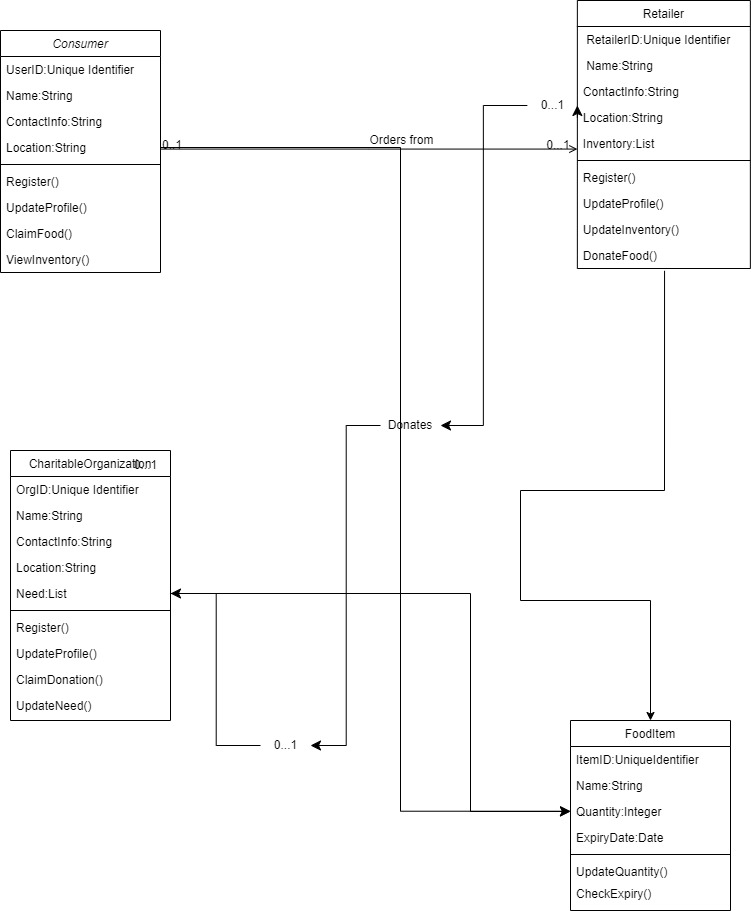 Retailer
RetailerID:Unique Identifier
Name:String
ContactInfo:String
Location:String
Inventory:List
Register()
UpdateProfile()
UpdateInventory()
DonateFood()
Consumer
UserID:Unique Identifier
Name:String
ContactInfo:String
Location:String
Register()
UpdateProfile()
ClaimFood()
ViewInventory()
0..1
Orders from
0...1
0...1
Donates
CharitableOrganization
0..1
OrgID:Unique Identifier
Name:String
ContactInfo:String
Location:String
Need:List
Register()
UpdateProfile()
ClaimDonation()
UpdateNeed()
0...1
FoodItem
ItemID:UniqueIdentifier
Name:String
Quantity:Integer
ExpiryDate:Date
UpdateQuantity()
CheckExpiry()